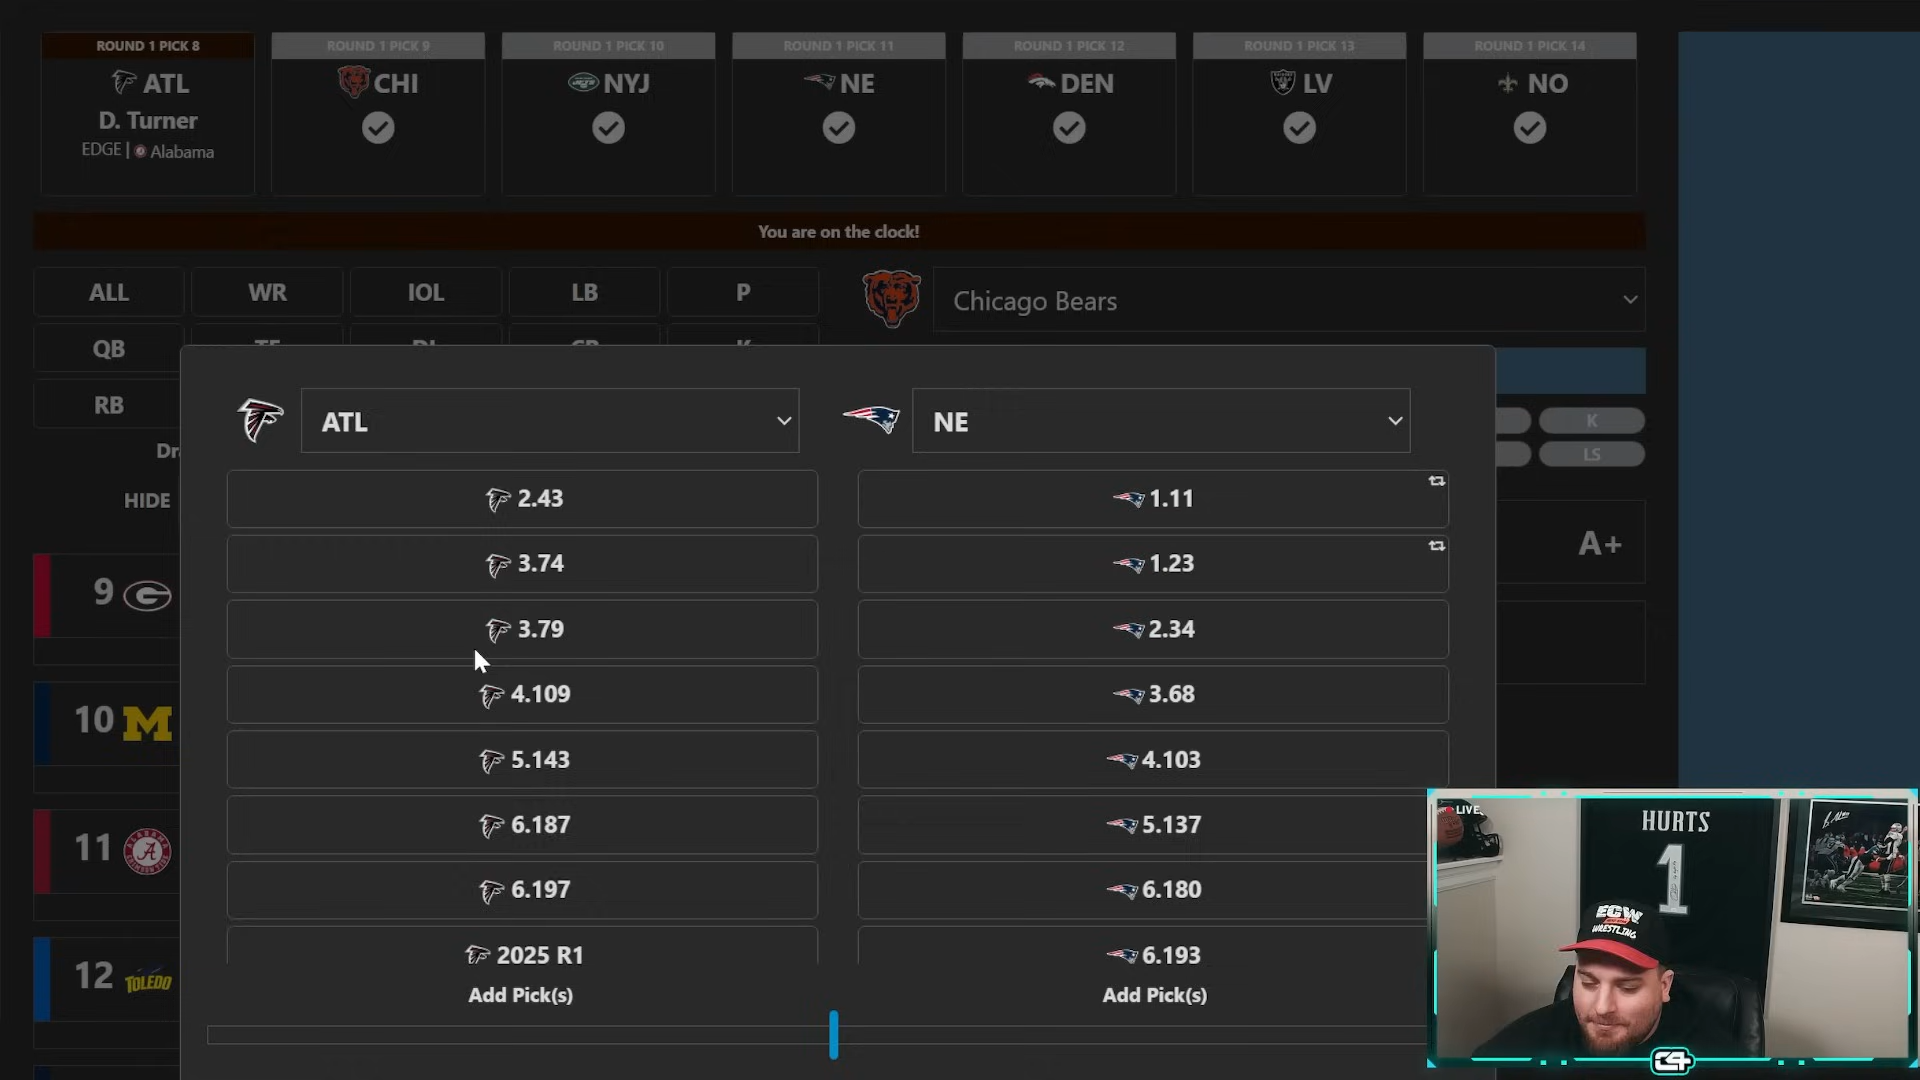 ROUND 1 PICK 8
ATL
D. Turner
EDGE | Alabama
ROUND 1 PICK 9
CHI
ROUND 1 PICK 10
NYJ
ROUND 1 PICK 11
NE
ROUND 1 PICK 12
DEN
ROUND 1 PICK 13
LV
ROUND 1 PICK 14
NO
You are on the clock!
ALL
WR
IOL
LB
P
QB
RB
Chicago Bears
K
LS
HIDE
A+
9 G
10 M
11 A
12 TOLEDO
ATL
NE
2.43
3.74
3.79
4.109
5.143
6.187
6.197
2025 R1
Add Pick(s)
1.11
1.23
2.34
3.68
4.103
5.137
6.180
6.193
Add Pick(s)
LIVE
HURTS
1
ECW
WRESTLING